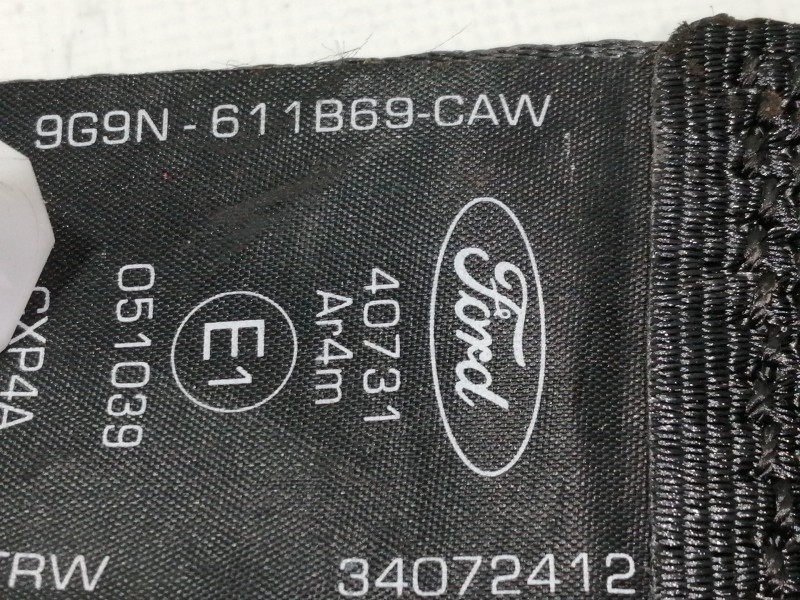 9G9N-611B69-CAW
Ford
40731
Ar4m
E1
051039
CXP4A
TRW
34072412